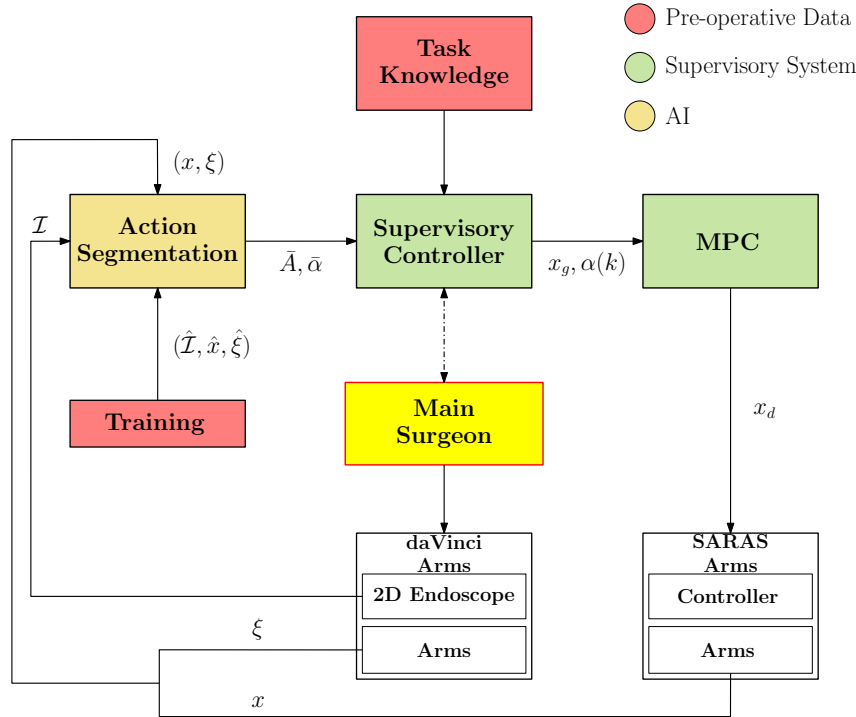 Pre-operative Data
Supervisory System
AI
Task
Knowledge
(x, ξ)
𝓘
Action
Segmentation
Ā, ᾱ
Supervisory
Controller
x_g, α(k)
MPC
(𝓘̂, x̂, ξ̂)
Training
Main
Surgeon
x_d
daVinci
Arms
2D Endoscope
Arms
SARAS
Arms
Controller
Arms
ξ
x